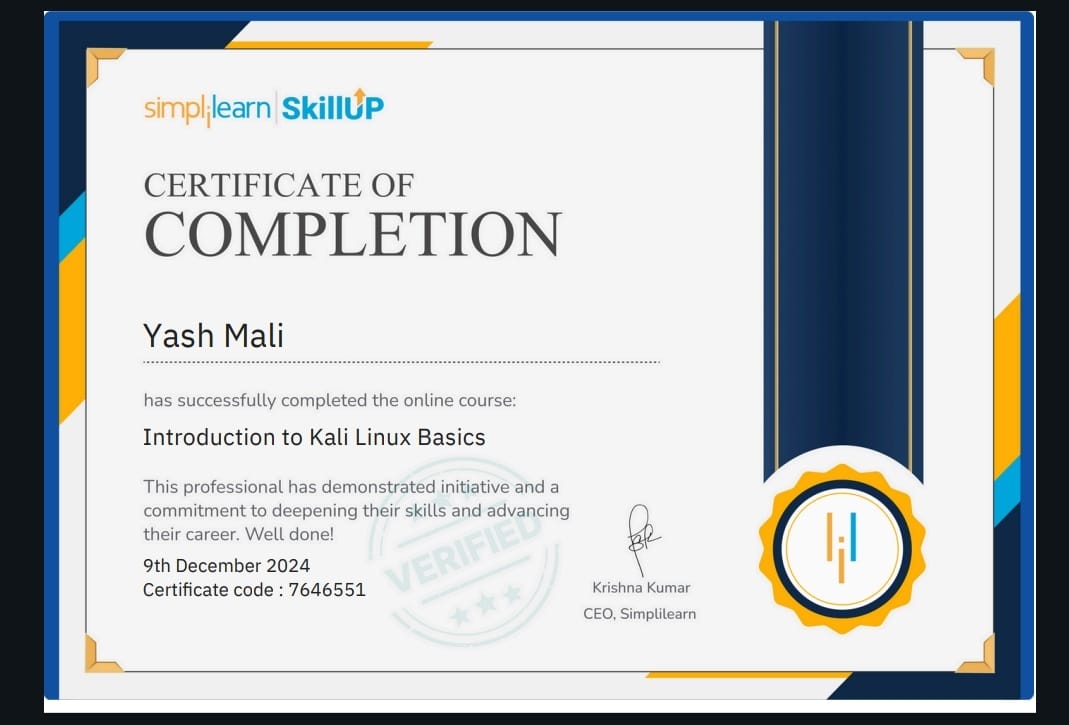 simplilearn | SkillUP
CERTIFICATE OF
COMPLETION
Yash Mali
has successfully completed the online course:
Introduction to Kali Linux Basics
This professional has demonstrated initiative and a
commitment to deepening their skills and advancing
their career. Well done!
9th December 2024
Certificate code : 7646551
VERIFIED
Krishna Kumar
CEO, Simplilearn